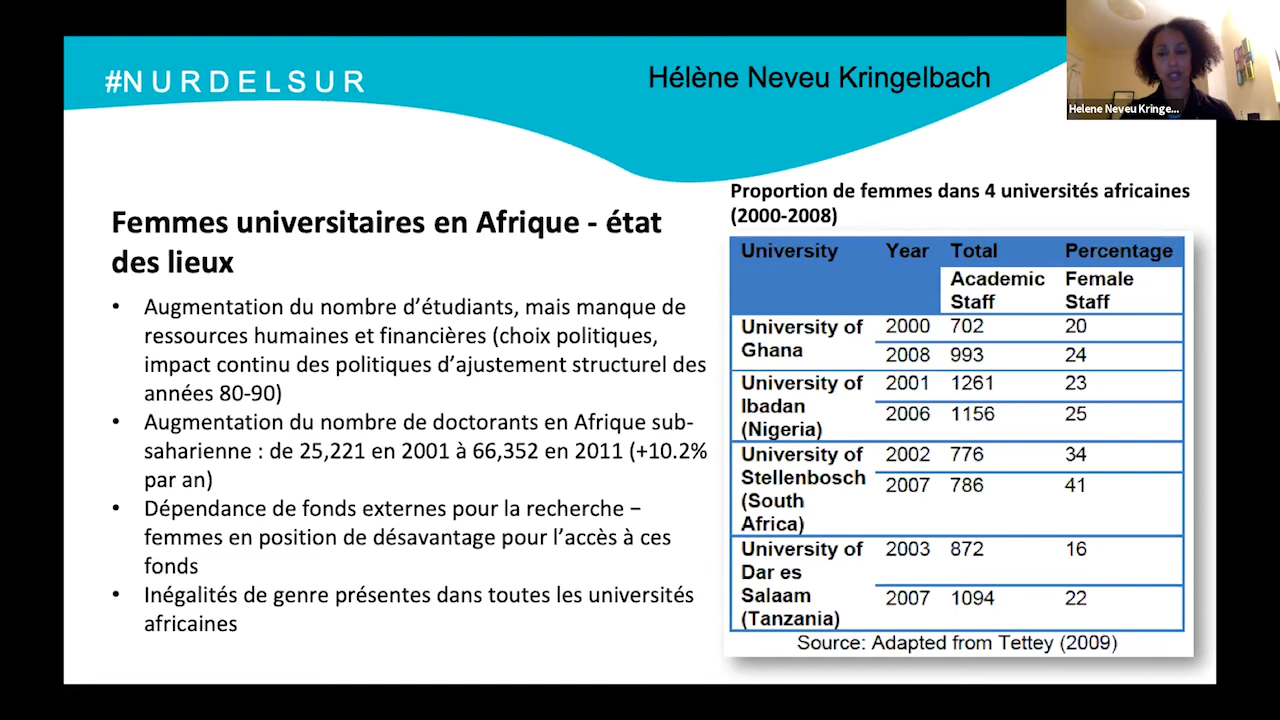 #NURDELSUR
Hélène Neveu Kringelbach
Helene Neveu Kringe...
Femmes universitaires en Afrique - état
des lieux
• Augmentation du nombre d'étudiants, mais manque de
ressources humaines et financières (choix politiques,
impact continu des politiques d'ajustement structurel des
années 80-90)
• Augmentation du nombre de doctorants en Afrique sub-
saharienne : de 25,221 en 2001 à 66,352 en 2011 (+10.2%
par an)
• Dépendance de fonds externes pour la recherche –
femmes en position de désavantage pour l'accès à ces
fonds
• Inégalités de genre présentes dans toutes les universités
africaines
Proportion de femmes dans 4 universités africaines
(2000-2008)
University Year Total Percentage
Academic Female
Staff Staff
University of 2000 702 20
Ghana 2008 993 24
University of 2001 1261 23
Ibadan 2006 1156 25
(Nigeria)
University of 2002 776 34
Stellenbosch 2007 786 41
(South
Africa)
University of 2003 872 16
Dar es
Salaam 2007 1094 22
(Tanzania)
Source: Adapted from Tettey (2009)